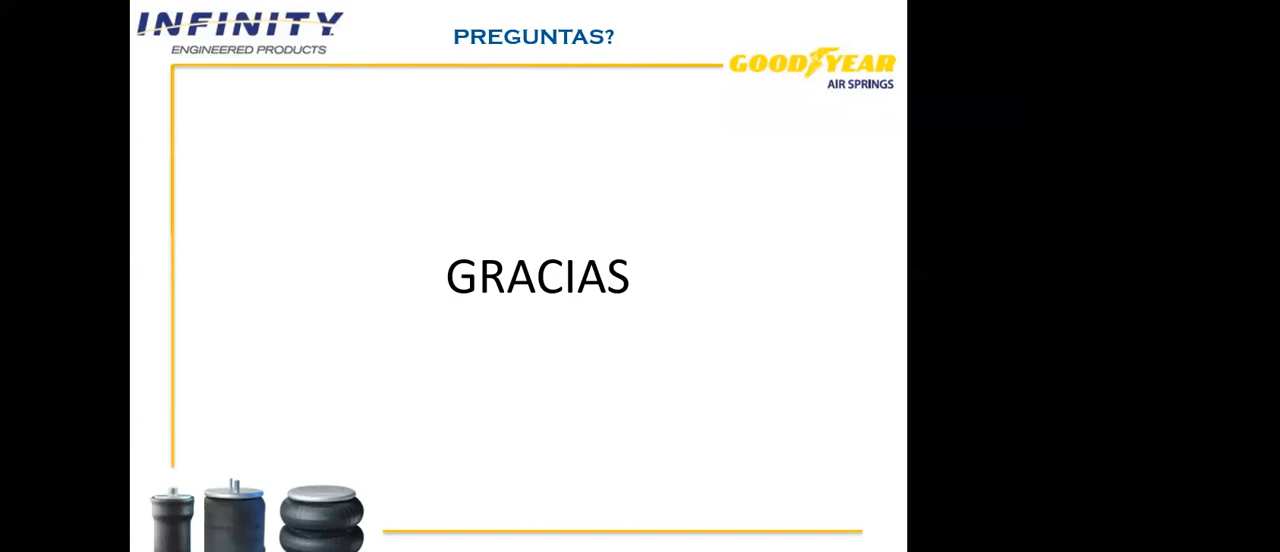 INFINITY
ENGINEERED PRODUCTS
PREGUNTAS?
GOODYEAR
AIR SPRINGS
GRACIAS